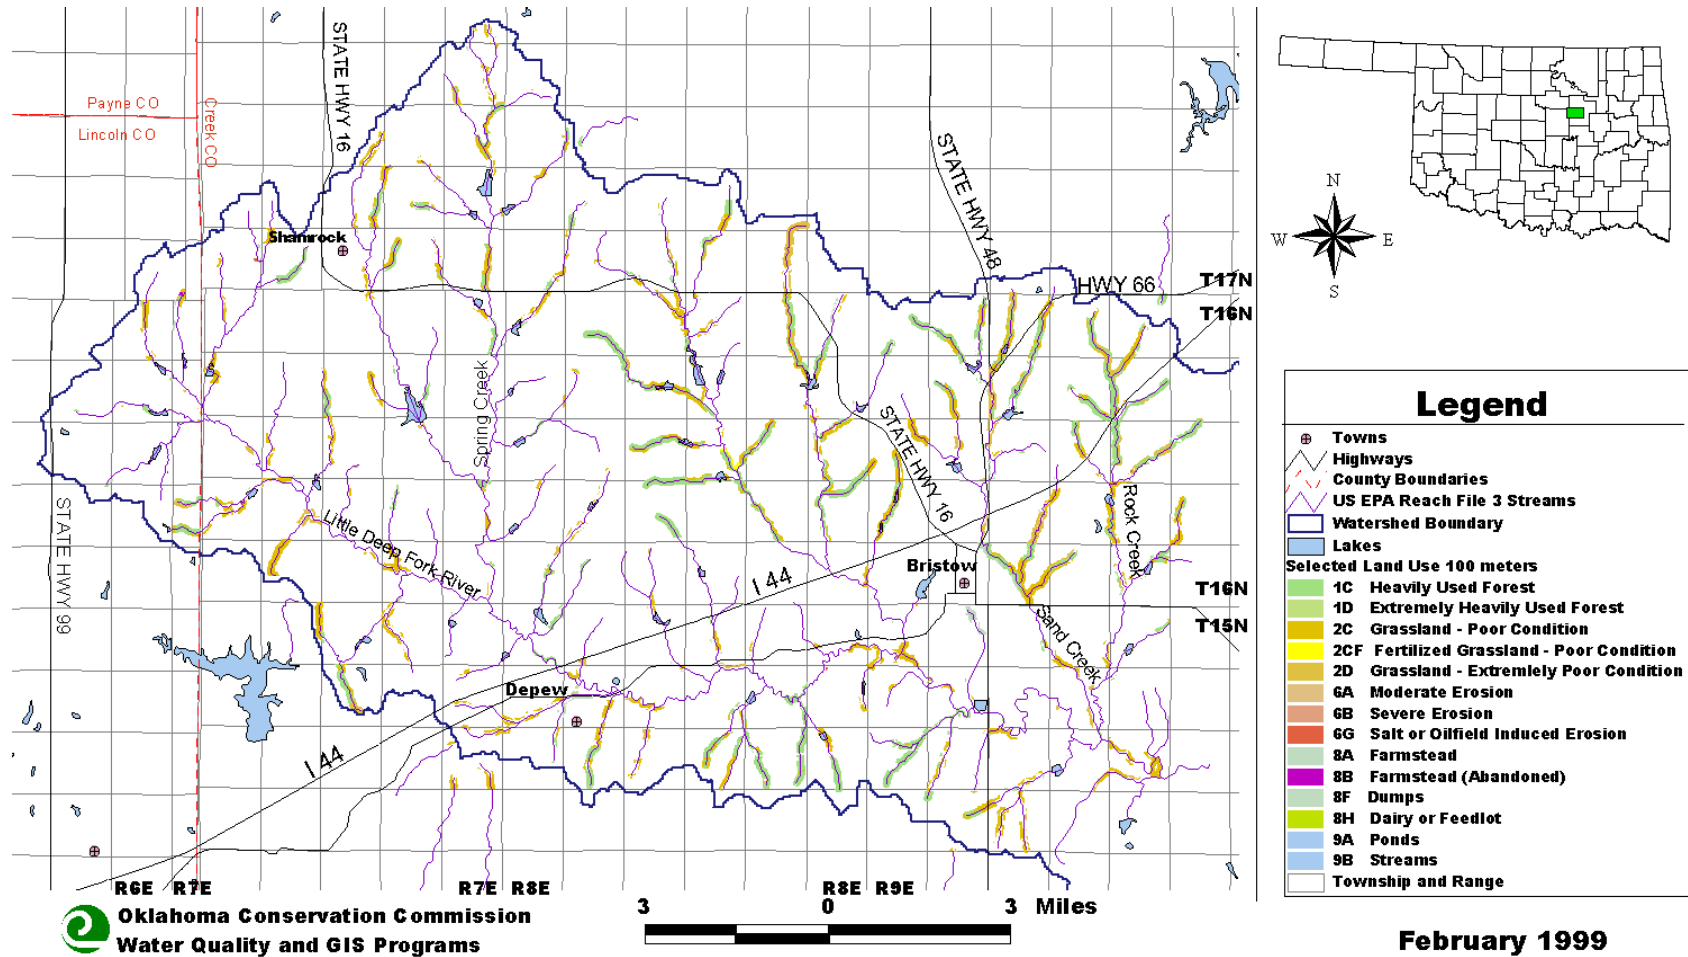 STATE HWY 16
Payne CO
Lincoln CO
Creek CO
STATE HWY 48
Shamrock
HWY 66
T17N
T16N
Spring Creek
STATE HWY 16
STATE HWY 99
Little Deep Fork River
Rock Creek
Bristow
I 44
T16N
T15N
Sand Creek
Depew
I 44
R6E R7E
R7E R8E
R8E R9E
N
W E
S
Legend
Towns
Highways
County Boundaries
US EPA Reach File 3 Streams
Watershed Boundary
Lakes
Selected Land Use 100 meters
1C Heavily Used Forest
1D Extremely Heavily Used Forest
2C Grassland - Poor Condition
2CF Fertilized Grassland - Poor Condition
2D Grassland - Extremlely Poor Condition
6A Moderate Erosion
6B Severe Erosion
6G Salt or Oilfield Induced Erosion
8A Farmstead
8B Farmstead (Abandoned)
8F Dumps
8H Dairy or Feedlot
9A Ponds
9B Streams
Township and Range
Oklahoma Conservation Commission
Water Quality and GIS Programs
3 0 3 Miles
February 1999